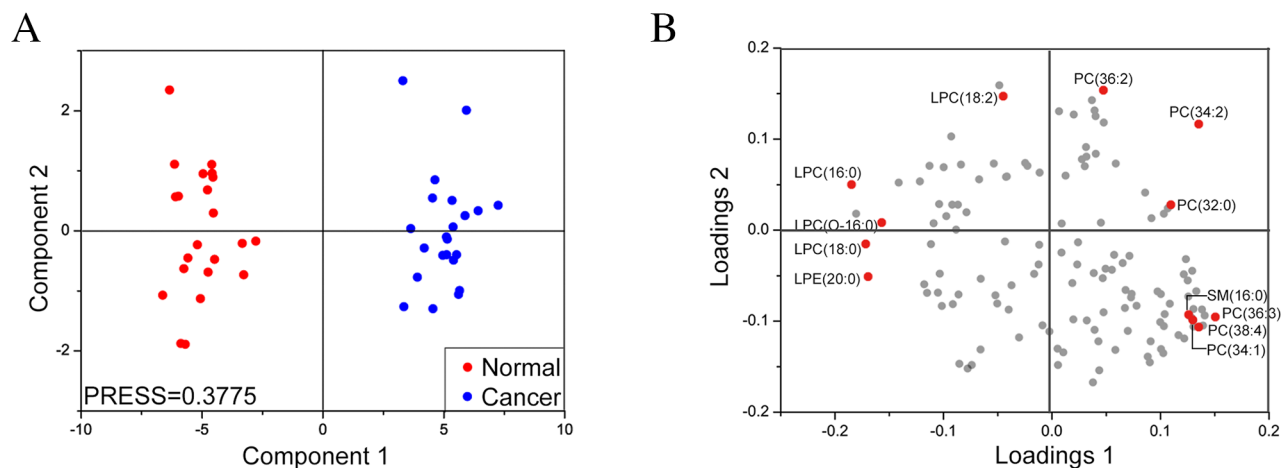 A
Component 2
2
0
-2
-10
-5
0
5
10
Component 1
PRESS=0.3775
Normal
Cancer
B
Loadings 2
0.2
0.1
0.0
-0.1
-0.2
-0.2
-0.1
0.0
0.1
0.2
Loadings 1
LPC(18:2)
PC(36:2)
PC(34:2)
LPC(16:0)
PC(32:0)
LPC(O-16:0)
LPC(18:0)
LPE(20:0)
SM(16:0)
PC(36:3)
PC(38:4)
PC(34:1)